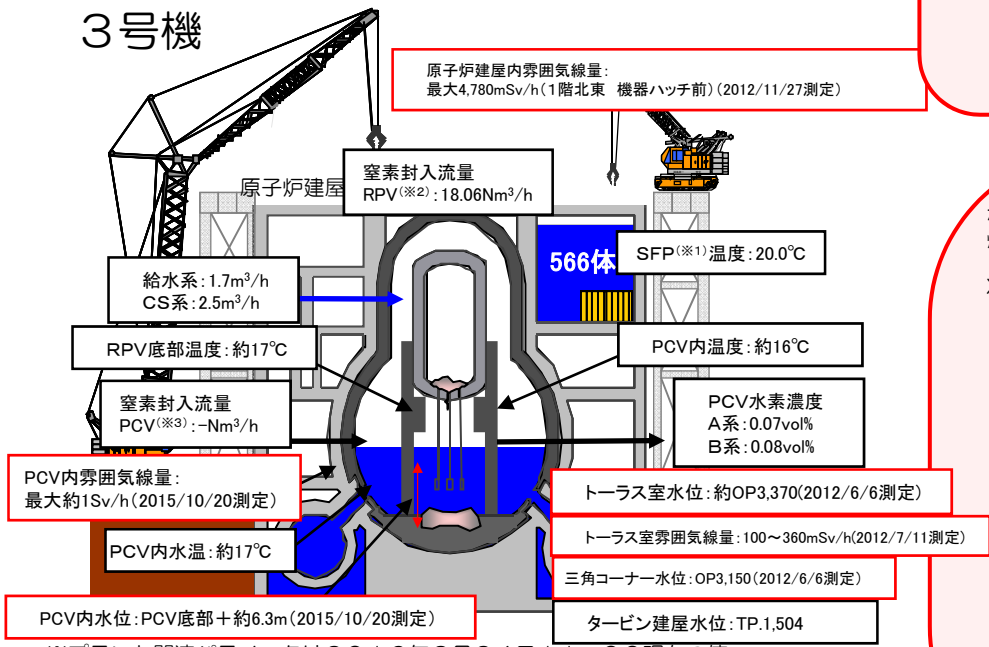 3号機
原子炉建屋内雰囲気線量:
最大4,780mSv/h(1階北東 機器ハッチ前)(2012/11/27測定)
窒素封入流量
RPV(※2):18.06Nm³/h
原子炉建屋
566体
SFP(※1)温度:20.0℃
給水系:1.7m³/h
CS系:2.5m³/h
RPV底部温度:約17℃
PCV内温度:約16℃
窒素封入流量
PCV(※3):-Nm³/h
PCV水素濃度
A系:0.07vol%
B系:0.08vol%
PCV内雰囲気線量:
最大約1Sv/h(2015/10/20測定)
トーラス室水位:約OP3,370(2012/6/6測定)
トーラス室雰囲気線量:100~360mSv/h(2012/7/11測定)
PCV内水温:約17℃
三角コーナー水位:OP3,150(2012/6/6測定)
PCV内水位:PCV底部+約6.3m(2015/10/20測定)
タービン建屋水位:TP.1,504